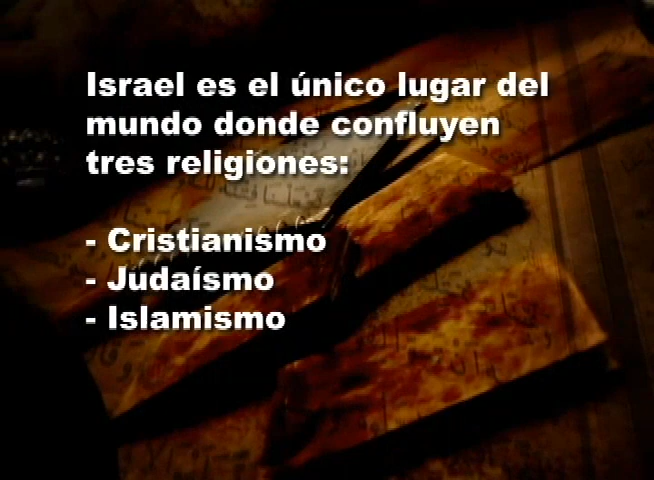 Israel es el único lugar del
mundo donde confluyen
tres religiones:
- Cristianismo
- Judaísmo
- Islamismo